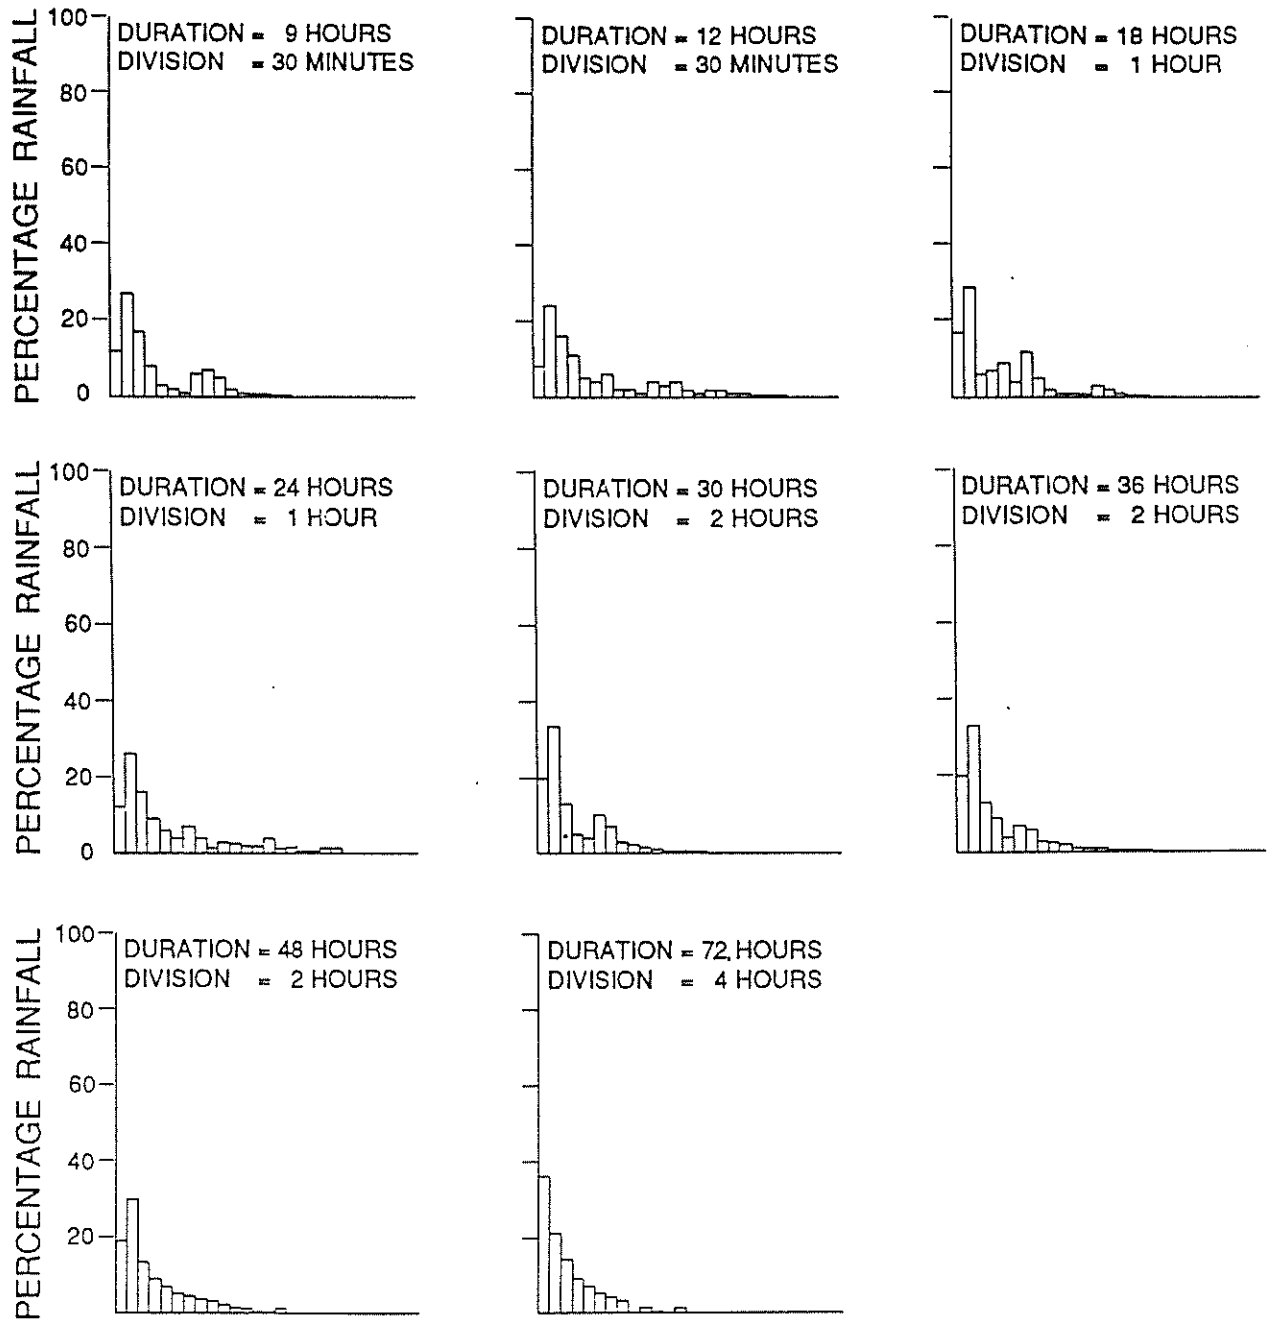 PERCENTAGE RAINFALL
100
80
60
40
20
0
DURATION = 9 HOURS
DIVISION = 30 MINUTES
DURATION = 12 HOURS
DIVISION = 30 MINUTES
DURATION = 18 HOURS
DIVISION = 1 HOUR
PERCENTAGE RAINFALL
100
80
60
40
20
0
DURATION = 24 HOURS
DIVISION = 1 HOUR
DURATION = 30 HOURS
DIVISION = 2 HOURS
DURATION = 36 HOURS
DIVISION = 2 HOURS
PERCENTAGE RAINFALL
100
80
60
40
20
DURATION = 48 HOURS
DIVISION = 2 HOURS
DURATION = 72 HOURS
DIVISION = 4 HOURS